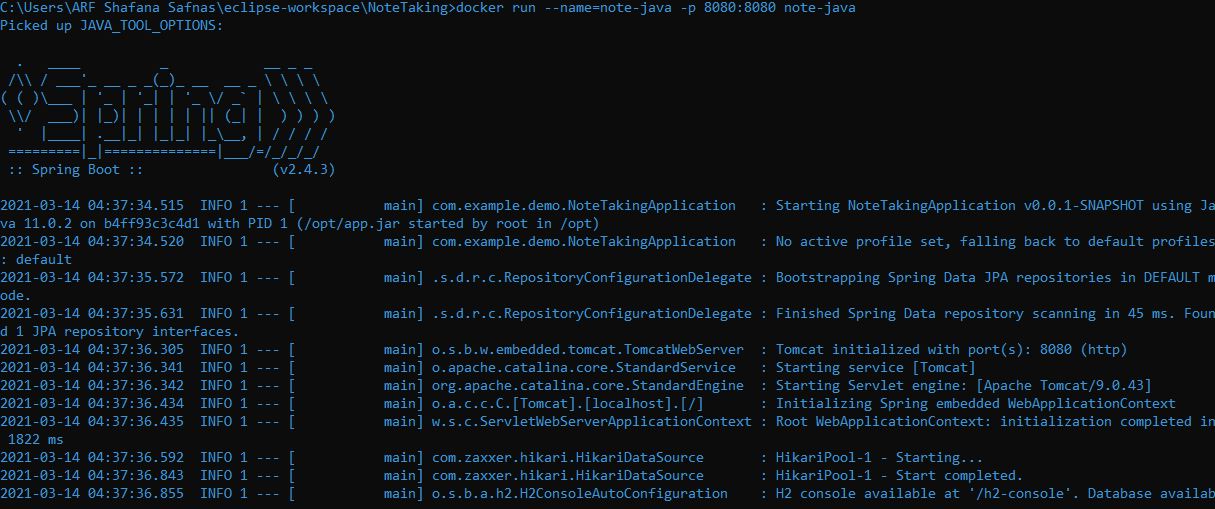 C:\Users\ARF Shafana Safnas\eclipse-workspace\NoteTaking>docker run --name=note-java -p 8080:8080 note-java
Picked up JAVA_TOOL_OPTIONS:
  .   ____          _            __ _ _
 /\\ / ___'_ __ _ _(_)_ __  __ _ \ \ \ \
( ( )\___ | '_ | '_| | '_ \/ _` | \ \ \ \
 \\/  ___)| |_)| | | | | || (_| |  ) ) ) )
  '  |____| .__|_| |_|_| |_\__, | / / / /
 =========|_|==============|___/=/_/_/_/
 :: Spring Boot ::                (v2.4.3)
2021-03-14 04:37:34.515  INFO 1 --- [           main] com.example.demo.NoteTakingApplication   : Starting NoteTakingApplication v0.0.1-SNAPSHOT using Ja
va 11.0.2 on b4ff93c3c4d1 with PID 1 (/opt/app.jar started by root in /opt)
2021-03-14 04:37:34.520  INFO 1 --- [           main] com.example.demo.NoteTakingApplication   : No active profile set, falling back to default profiles
: default
2021-03-14 04:37:35.572  INFO 1 --- [           main] .s.d.r.c.RepositoryConfigurationDelegate : Bootstrapping Spring Data JPA repositories in DEFAULT m
ode.
2021-03-14 04:37:35.631  INFO 1 --- [           main] .s.d.r.c.RepositoryConfigurationDelegate : Finished Spring Data repository scanning in 45 ms. Foun
d 1 JPA repository interfaces.
2021-03-14 04:37:36.305  INFO 1 --- [           main] o.s.b.w.embedded.tomcat.TomcatWebServer  : Tomcat initialized with port(s): 8080 (http)
2021-03-14 04:37:36.341  INFO 1 --- [           main] o.apache.catalina.core.StandardService   : Starting service [Tomcat]
2021-03-14 04:37:36.342  INFO 1 --- [           main] org.apache.catalina.core.StandardEngine  : Starting Servlet engine: [Apache Tomcat/9.0.43]
2021-03-14 04:37:36.434  INFO 1 --- [           main] o.a.c.c.C.[Tomcat].[localhost].[/]       : Initializing Spring embedded WebApplicationContext
2021-03-14 04:37:36.435  INFO 1 --- [           main] w.s.c.ServletWebServerApplicationContext : Root WebApplicationContext: initialization completed in
 1822 ms
2021-03-14 04:37:36.592  INFO 1 --- [           main] com.zaxxer.hikari.HikariDataSource       : HikariPool-1 - Starting...
2021-03-14 04:37:36.843  INFO 1 --- [           main] com.zaxxer.hikari.HikariDataSource       : HikariPool-1 - Start completed.
2021-03-14 04:37:36.855  INFO 1 --- [           main] o.s.b.a.h2.H2ConsoleAutoConfiguration    : H2 console available at '/h2-console'. Database availab